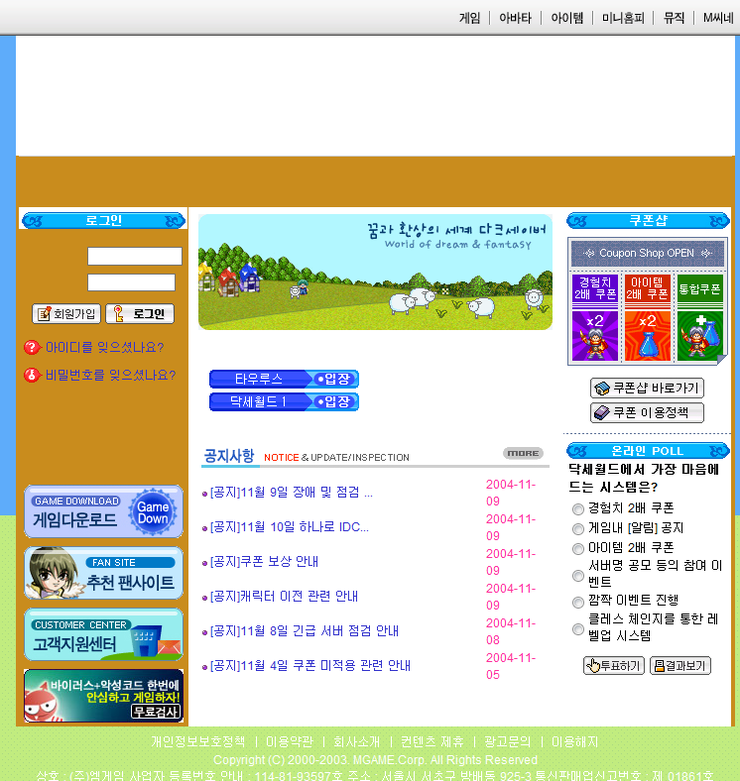 게임 | 아바타 | 아이템 | 미니홈피 | 뮤직 | M씨네
로그인
회원가입 로그인
아이디를 잊으셨나요?
비밀번호를 잊으셨나요?
GAME DOWNLOAD
게임다운로드
Game Down
FAN SITE
추천 팬사이트
CUSTOMER CENTER
고객지원센터
바이러스+악성코드 한번에
안심하고 게임하자!
무료검사
꿈과 환상의 세계 다크세이버
World of dream & fantasy
타우루스 입장
닥세월드 1 입장
공지사항 NOTICE & UPDATE/INSPECTION MORE
[공지]11월 9일 장애 및 점검 ... 2004-11-09
[공지]11월 10일 하나로 IDC... 2004-11-09
[공지]쿠폰 보상 안내 2004-11-09
[공지]캐릭터 이전 관련 안내 2004-11-09
[공지]11월 8일 긴급 서버 점검 안내 2004-11-08
[공지]11월 4일 쿠폰 미적용 관련 안내 2004-11-05
쿠폰샵
Coupon Shop OPEN
경험치 2배 쿠폰
아이템 2배 쿠폰
통합쿠폰
x2 x2
쿠폰샵 바로가기
쿠폰 이용정책
온라인 POLL
닥세월드에서 가장 마음에
드는 시스템은?
경험치 2배 쿠폰
게임내 [알림] 공지
아이템 2배 쿠폰
서버명 공모 등의 참여 이
벤트
깜짝 이벤트 진행
클레스 체인지를 통한 레
벨업 시스템
투표하기 결과보기
개인정보보호정책 | 이용약관 | 회사소개 | 컨텐츠 제휴 | 광고문의 | 이용해지
Copyright (C) 2000-2003. MGAME Corp. All Rights Reserved
상호 : (주)엠게임 사업자 등록번호 안내 : 114-81-93597호 주소 : 서울시 서초구 방배동 925-3 통신판매업신고번호 : 제 01861호